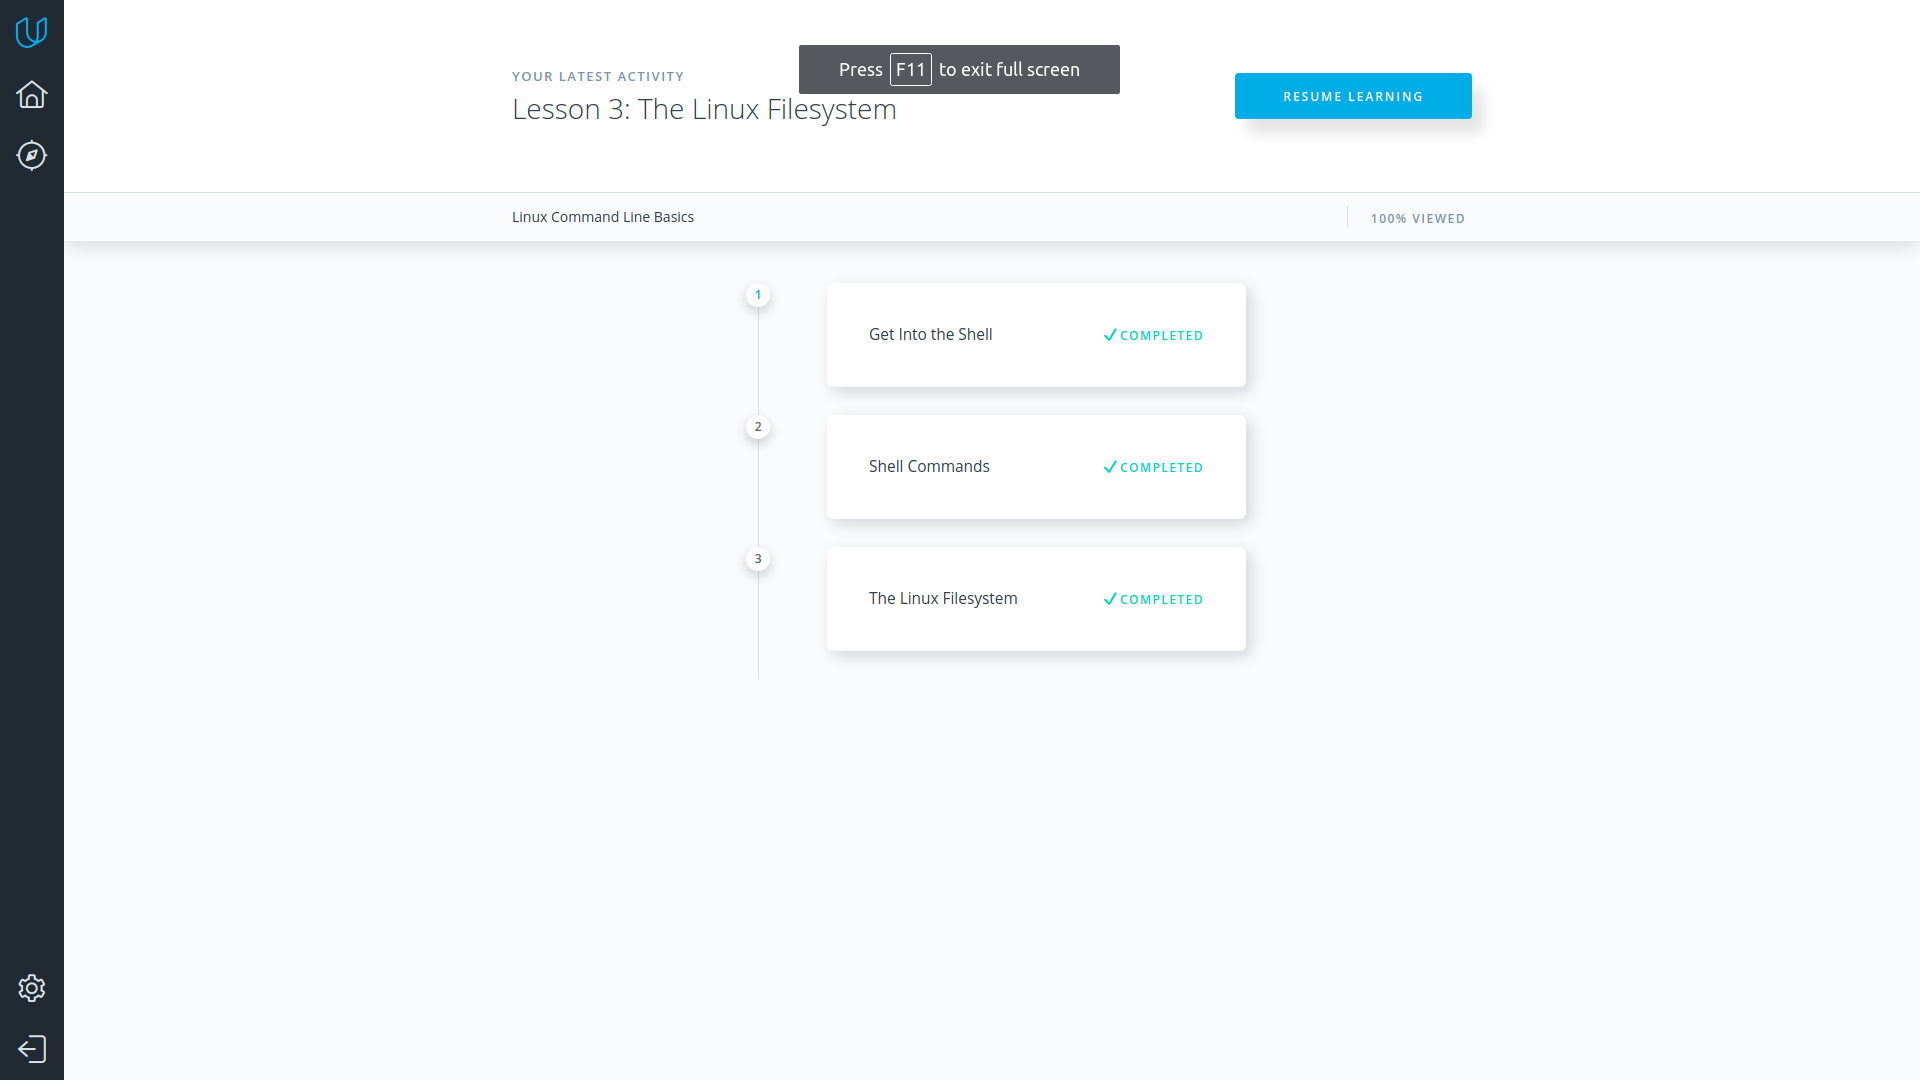 YOUR LATEST ACTIVITY
Lesson 3: The Linux Filesystem
Press F11 to exit full screen
RESUME LEARNING
Linux Command Line Basics
100% VIEWED
1
Get Into the Shell
COMPLETED
2
Shell Commands
COMPLETED
3
The Linux Filesystem
COMPLETED